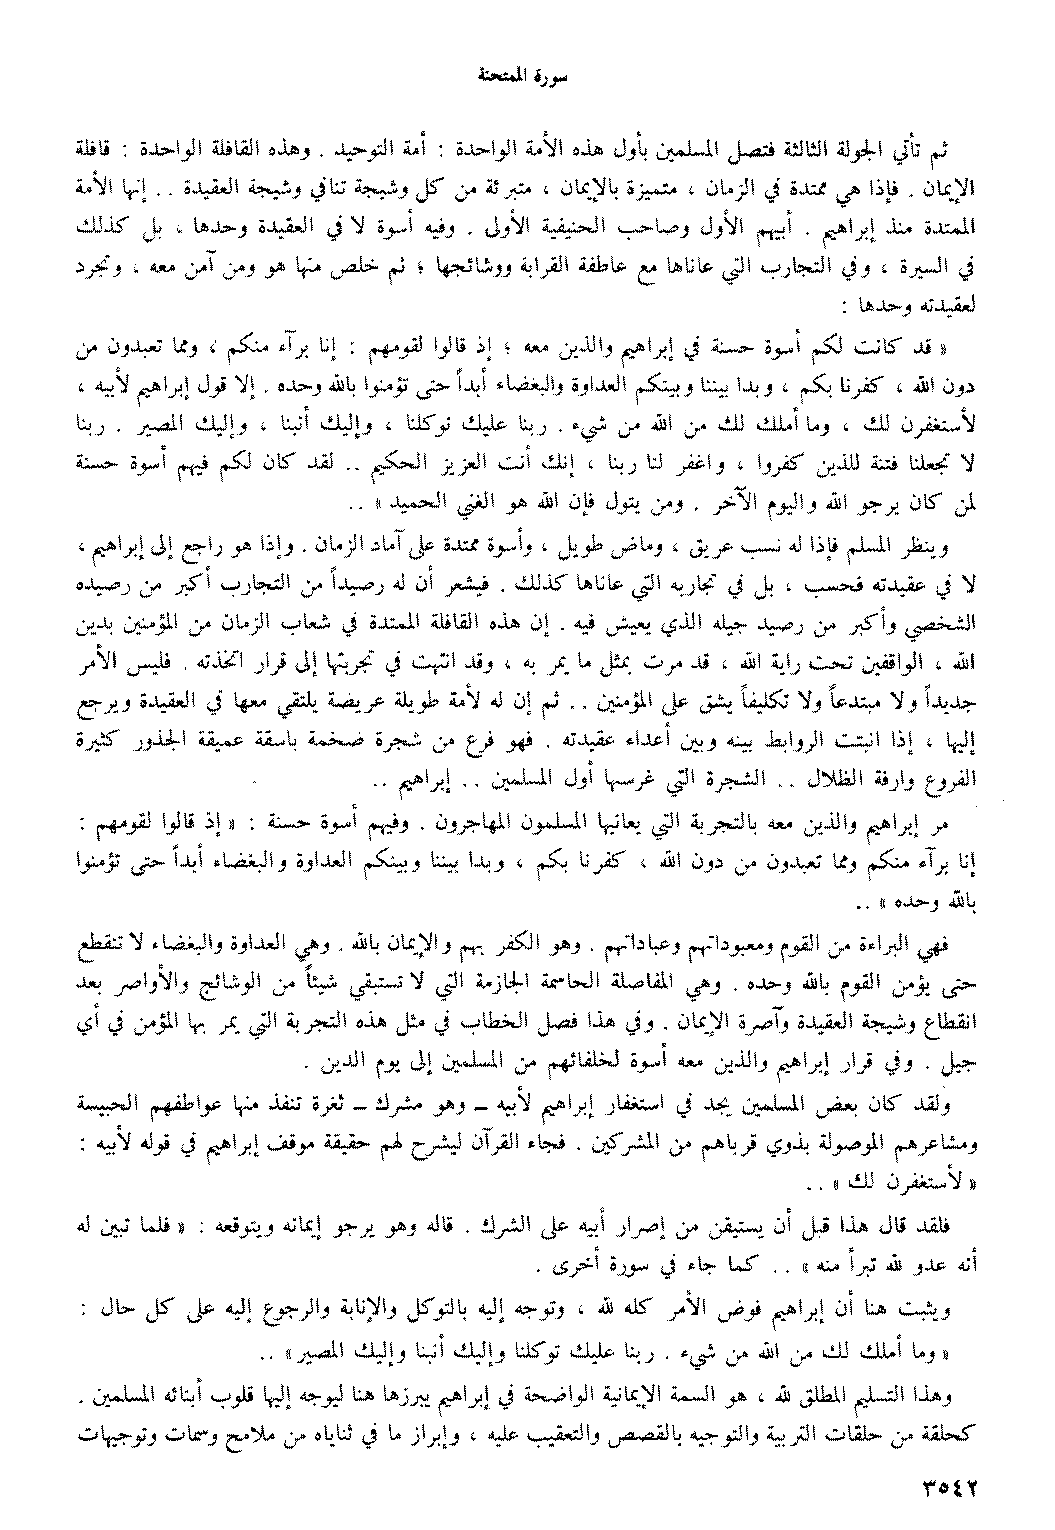 سورة الممتحنة
ثم تأتي الجولة الثالثة فتصل المسلمين بأول هذه الأمة الواحدة : أمة التوحيد . وهذه القافلة الواحدة : قافلة
الإيمان . فإذا هي ممتدة في الزمان ، متميزة بالإيمان ، متبرئة من كل وشيجة تنافي وشيجة العقيدة .. إنها الأمة
الممتدة منذ إبراهيم . أبيهم الأول وصاحب الحنيفية الأولى . وفيه أسوة لا في العقيدة وحدها ، بل كذلك
في السيرة ، وفي التجارب التي عاناها مع عاطفة القرابة ووشائجها ؛ ثم خلص منها هو ومن آمن معه ، وتجرد
لعقيدته وحدها :
« قد كانت لكم أسوة حسنة في إبراهيم والذين معه ؛ إذ قالوا لقومهم : إنا برآء منكم ، ومما تعبدون من
دون الله ، كفرنا بكم ، وبدا بيننا وبينكم العداوة والبغضاء أبداً حتى تؤمنوا بالله وحده . إلا قول إبراهيم لأبيه ،
لأستغفرن لك ، وما أملك لك من الله من شيء . ربنا عليك توكلنا ، وإليك أنبنا ، وإليك المصير . ربنا
لا تجعلنا فتنة للذين كفروا ، واغفر لنا ربنا ، إنك أنت العزيز الحكيم .. لقد كان لكم فيهم أسوة حسنة
لمن كان يرجو الله واليوم الآخر . ومن يتول فإن الله هو الغني الحميد » ..
وينظر المسلم فإذا له نسب عريق ، وماض طويل ، وأسوة ممتدة على آماد الزمان . وإذا هو راجع إلى إبراهيم ،
لا في عقيدته فحسب ، بل في تجاربه التي عاناها كذلك . فيشعر أن له رصيداً من التجارب أكبر من رصيده
الشخصي وأكبر من رصيد جيله الذي يعيش فيه . إن هذه القافلة الممتدة في شعاب الزمان من المؤمنين بدين
الله ، الواقفين تحت راية الله ، قد مرت بمثل ما يمر به ، وقد انتهت في تجربتها إلى قرار اتخذته . فليس الأمر
جديداً ولا مبتدعاً ولا تكليفاً يشق على المؤمنين .. ثم إن له لأمة طويلة عريضة يلتقي معها في العقيدة ويرجع
إليها ، إذا انبتت الروابط بينه وبين أعداء عقيدته . فهو فرع من شجرة ضخمة باسقة عميقة الجذور كثيرة
الفروع وارفة الظلال .. الشجرة التي غرسها أول المسلمين .. إبراهيم ..
مر إبراهيم والذين معه بالتجربة التي يعانيها المسلمون المهاجرون . وفيهم أسوة حسنة : « إذ قالوا لقومهم :
إنا برآء منكم ومما تعبدون من دون الله ، كفرنا بكم ، وبدا بيننا وبينكم العداوة والبغضاء أبداً حتى تؤمنوا
بالله وحده » ..
فهي البراءة من القوم ومعبوداتهم وعباداتهم . وهو الكفر بهم والإيمان بالله . وهي العداوة والبغضاء لا تنقطع
حتى يؤمن القوم بالله وحده . وهي المفاصلة الحاسمة الجازمة التي لا تستبقي شيئاً من الوشائج والأواصر بعد
انقطاع وشيجة العقيدة وآصرة الإيمان . وفي هذا فصل الخطاب في مثل هذه التجربة التي يمر بها المؤمن في أي
جيل . وفي قرار إبراهيم والذين معه أسوة لخلفائهم من المسلمين إلى يوم الدين .
ولقد كان بعض المسلمين يجد في استغفار إبراهيم لأبيه – وهو مشرك – ثغرة تنفذ منها عواطفهم الحبيسة
ومشاعرهم الموصولة بذوي قرباهم من المشركين . فجاء القرآن ليشرح لهم حقيقة موقف إبراهيم في قوله لأبيه :
« لأستغفرن لك » ..
فلقد قال هذا قبل أن يستيقن من إصرار أبيه على الشرك . قاله وهو يرجو إيمانه ويتوقعه : « فلما تبين له
أنه عدو لله تبرأ منه » .. كما جاء في سورة أخرى .
ويثبت هنا أن إبراهيم فوض الأمر كله لله ، وتوجه إليه بالتوكل والإنابة والرجوع إليه على كل حال :
« وما أملك لك من الله من شيء . ربنا عليك توكلنا وإليك أنبنا وإليك المصير» ..
وهذا التسليم المطلق لله ، هو السمة الإيمانية الواضحة في إبراهيم يبرزها هنا ليوجه إليها قلوب أبنائه المسلمين .
كحلقة من حلقات التربية والتوجيه بالقصص والتعقيب عليه ، وإبراز ما في ثناياه من ملامح وسمات وتوجيهات
٣٥٤٢